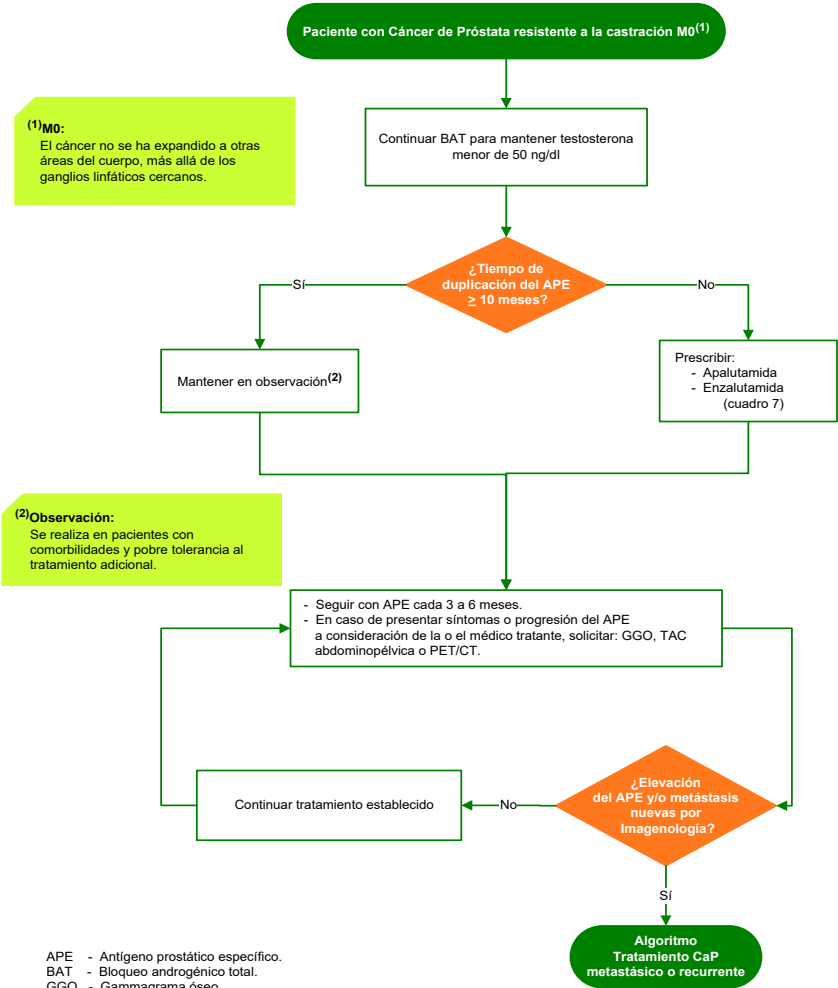 Paciente con Cáncer de Próstata resistente a la castración M0(1)
(1)M0:
El cáncer no se ha expandido a otras
áreas del cuerpo, más allá de los
ganglios linfáticos cercanos.
Continuar BAT para mantener testosterona
menor de 50 ng/dl
¿Tiempo de
duplicación del APE
≥ 10 meses?
Sí
No
Mantener en observación(2)
Prescribir:
- Apalutamida
- Enzalutamida
(cuadro 7)
(2)Observación:
Se realiza en pacientes con
comorbilidades y pobre tolerancia al
tratamiento adicional.
- Seguir con APE cada 3 a 6 meses.
- En caso de presentar síntomas o progresión del APE
a consideración de la o el médico tratante, solicitar: GGO, TAC
abdominopélvica o PET/CT.
¿Elevación
del APE y/o metástasis
nuevas por
Imagenología?
No
Continuar tratamiento establecido
Sí
Algoritmo
Tratamiento CaP
metastásico o recurrente
APE - Antígeno prostático específico.
BAT - Bloqueo androgénico total.
GGO - Gammagrama óseo